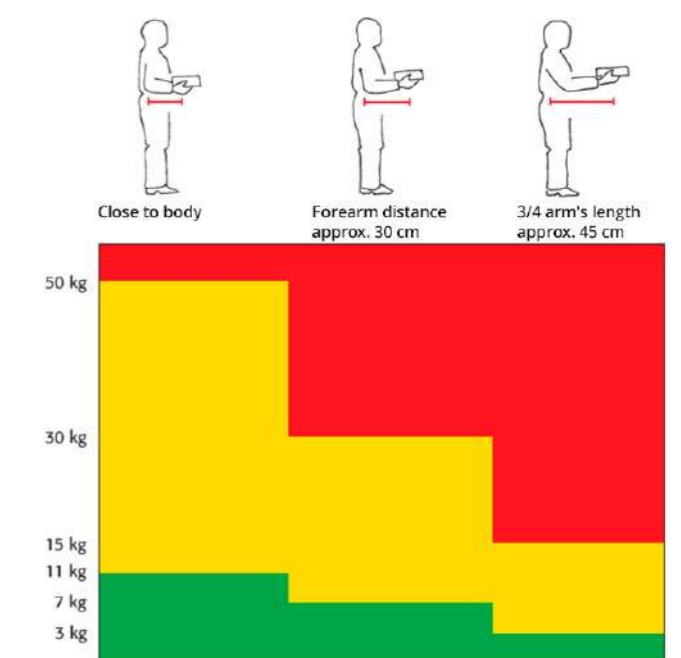 Close to body
Forearm distance
approx. 30 cm
3/4 arm's length
approx. 45 cm
50 kg
30 kg
15 kg
11 kg
7 kg
3 kg